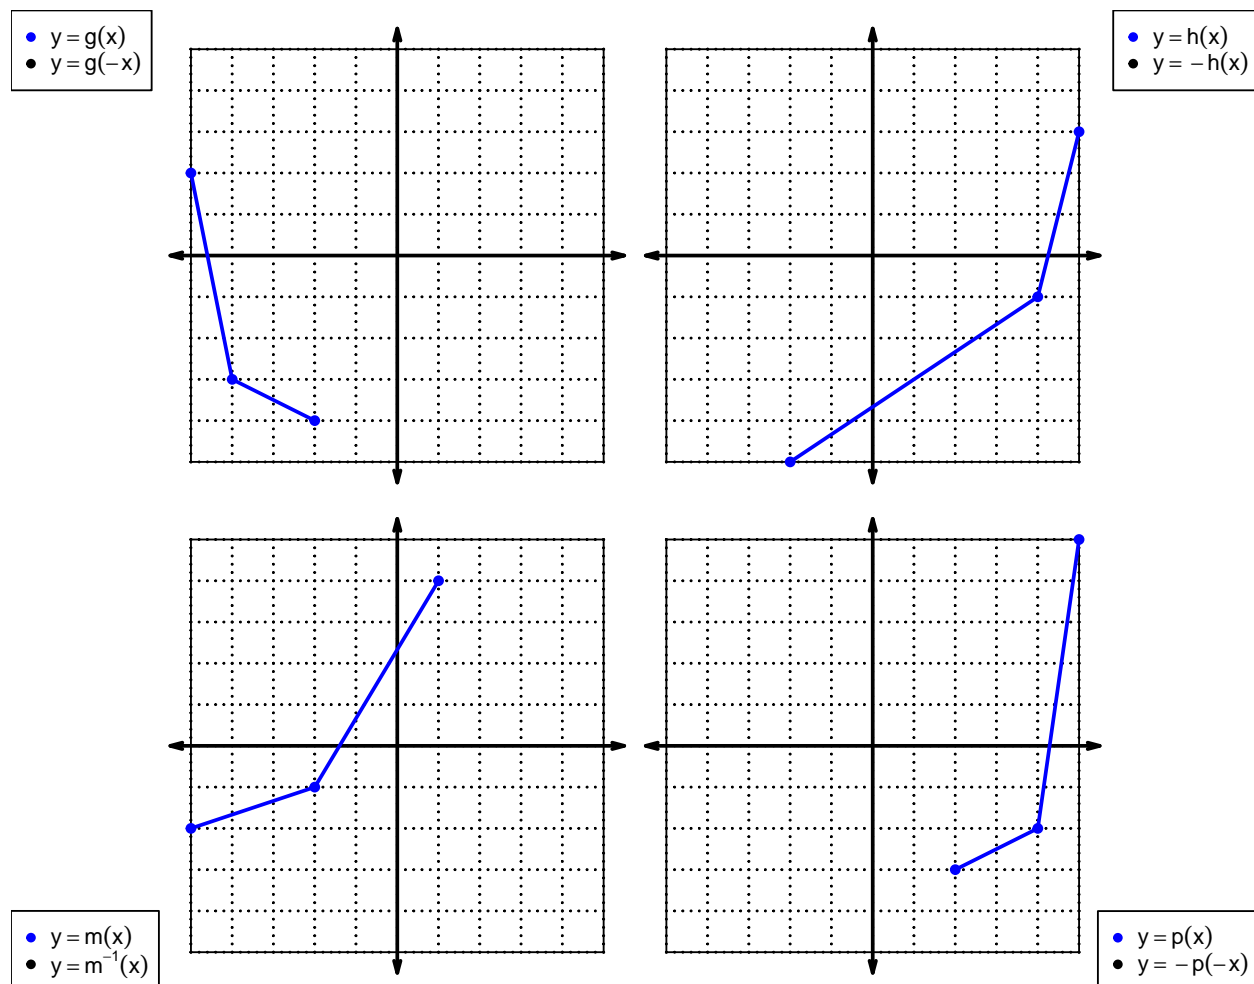 y = g(x)
y = g(−x)
y = h(x)
y = −h(x)
y = m(x)
y = m⁻¹(x)
y = p(x)
y = −p(−x)